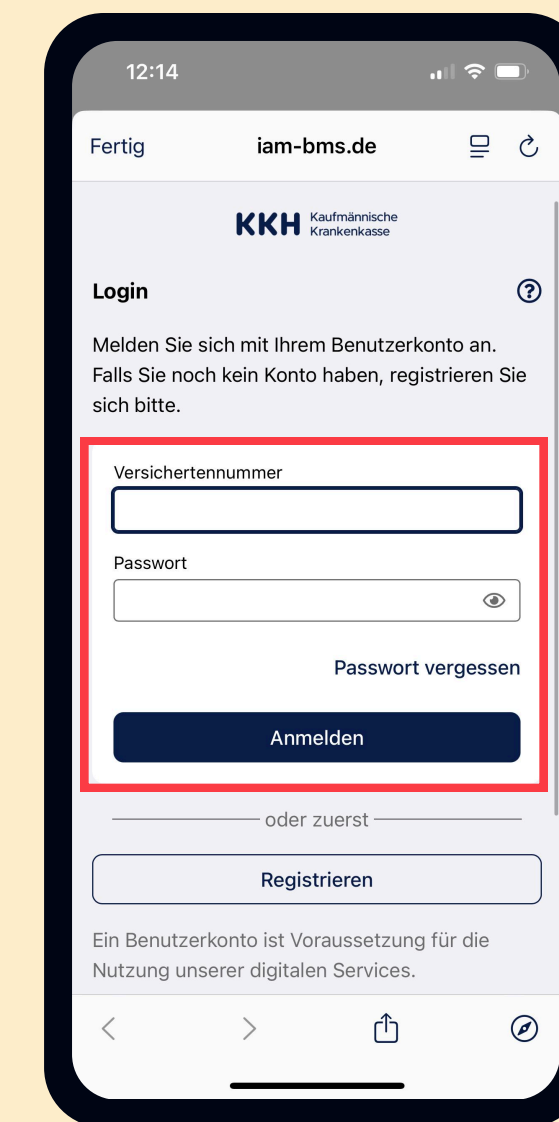 12:14
Fertig iam-bms.de
KKH Kaufmännische
Krankenkasse
Login ?
Melden Sie sich mit Ihrem Benutzerkonto an.
Falls Sie noch kein Konto haben, registrieren Sie
sich bitte.
Versichertennummer
Passwort
Passwort vergessen
Anmelden
oder zuerst
Registrieren
Ein Benutzerkonto ist Voraussetzung für die
Nutzung unserer digitalen Services.